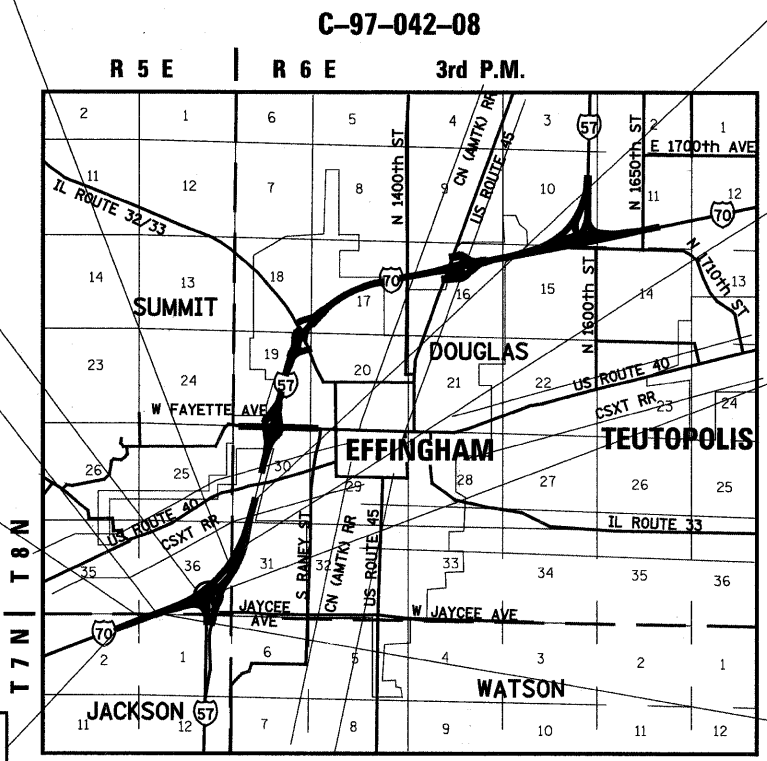 C-97-042-08
R 5 E R 6 E 3rd P.M.
2 1 6 5 4 3 2 1
57
CN (AMTK) RR
US ROUTE 45
N 1400th ST
N 1650th ST
E 1700th AVE
11 12 7 8 9 10 11 12
IL ROUTE 32/33
70
N 1710th ST
14 13 18 17 16 15 14 13
70
N 1600th ST
SUMMIT
DOUGLAS
23 24 19 20 21 22 23 24
57
US ROUTE 40
CSXT RR
W FAYETTE AVE
EFFINGHAM
TEUTOPOLIS
26 25 30 29 28 27 26 25
US ROUTE 40
CSXT RR
IL ROUTE 33
T 8 N
35 36 31 32 33 34 35 36
S RANEY ST
CN (AMTK) RR
US ROUTE 45
JAYCEE
AVE
W JAYCEE AVE
T 7 N
70
2 1 6 5 4 3 2 1
WATSON
JACKSON
57
11 12 7 8 9 10 11 12